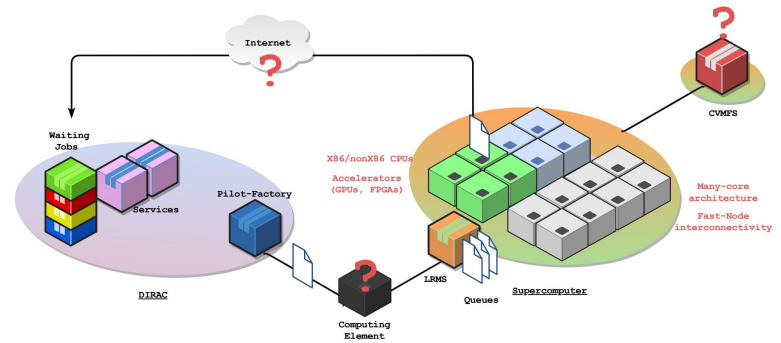 Internet
?
?
CVMFS
Waiting
Jobs
Services
Pilot-Factory
DIRAC
?
Computing
Element
X86/nonX86 CPUs
Accelerators
(GPUs, FPGAs)
LRMS
Queues
Supercomputer
Many-core
architecture
Fast-Node
interconnectivity